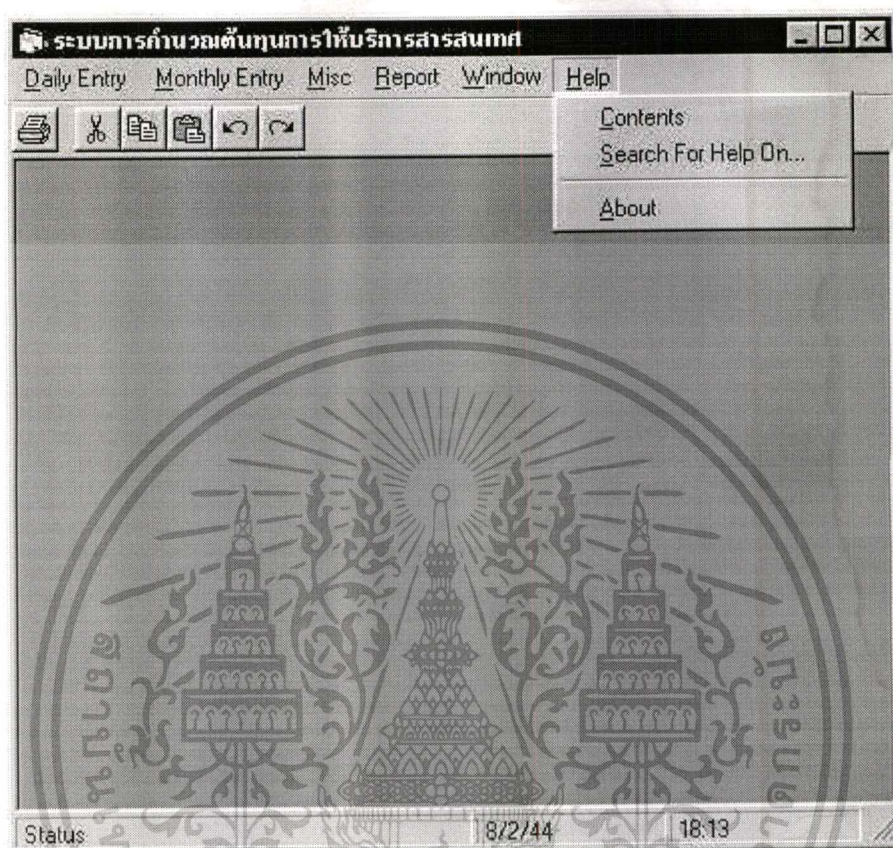 ระบบการคำนวณต้นทุนการให้บริการสารสนเทศ
Daily Entry Monthly Entry Misc Report Window Help
Contents
Search For Help On...
About
Status 8/2/44 18:13